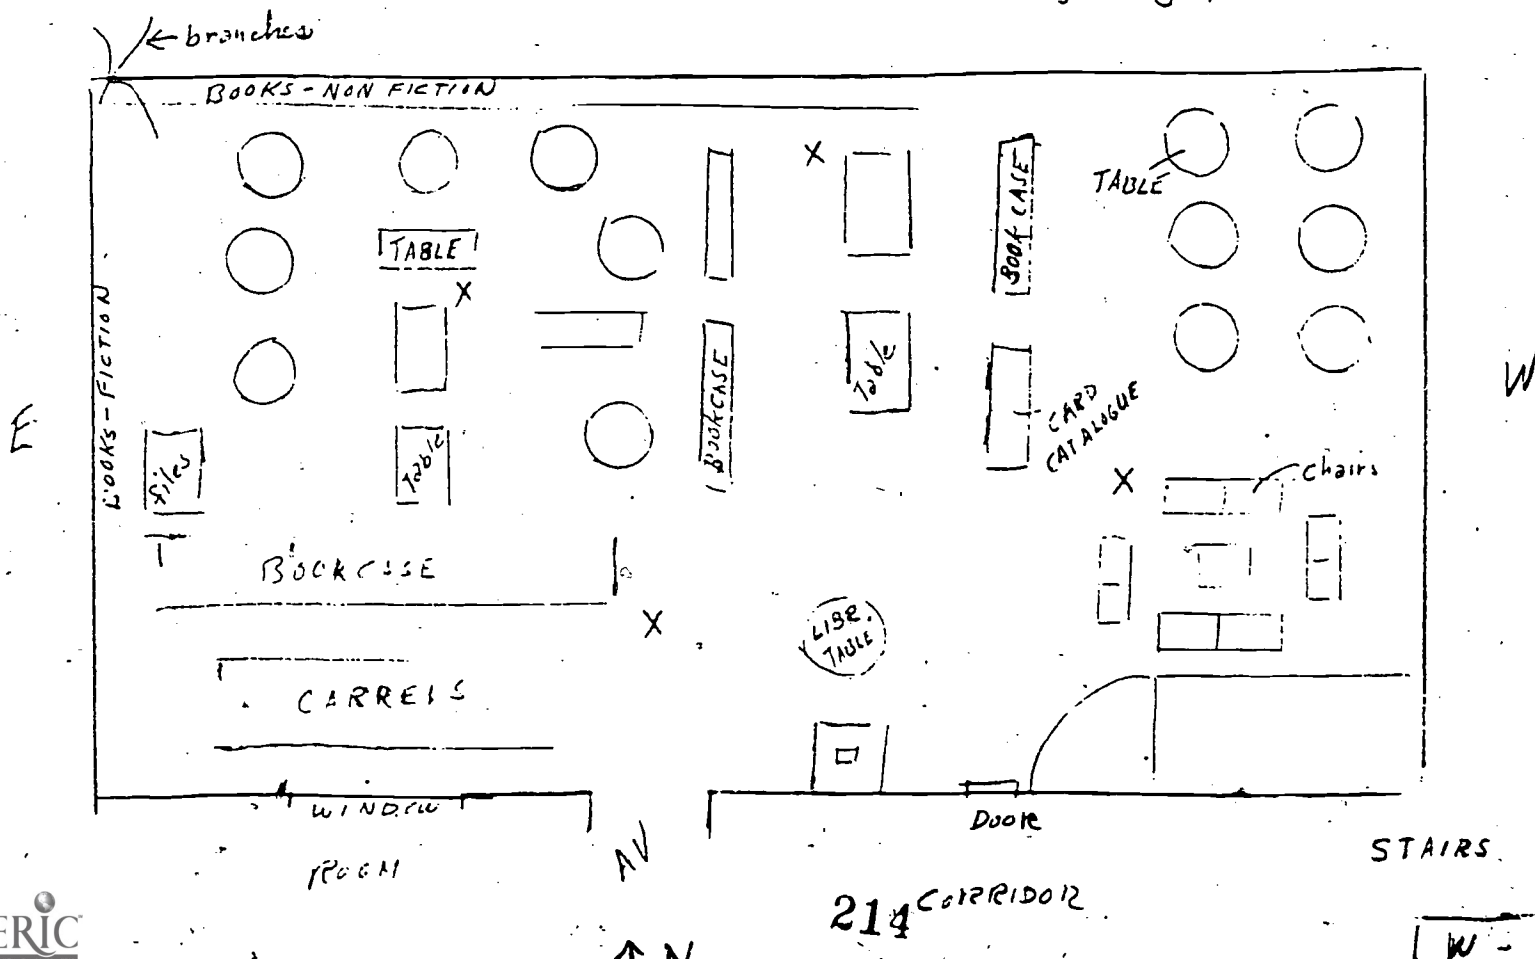 branches
BOOKS - NON FICTION
TABLE
BOOK CASE
TABLE
BOOKS - FICTION
E
W
files
Table
BOOKCASE
Table
CARD
CATALOGUE
X
X
X
X
chairs
BOOKCASE
LIBR.
TABLE
CARRELS
WINDOW
Door
ROOM
AV
STAIRS
214
CORRIDOR
ERIC
N
W -